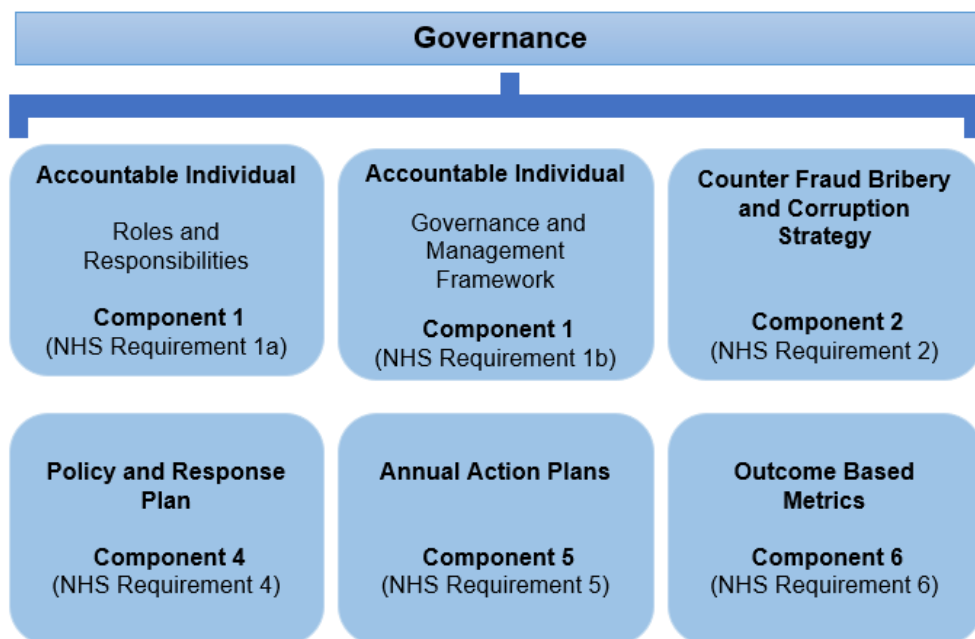 Governance
Accountable Individual
Roles and
Responsibilities
Component 1
(NHS Requirement 1a)
Accountable Individual
Governance and
Management
Framework
Component 1
(NHS Requirement 1b)
Counter Fraud Bribery
and Corruption
Strategy
Component 2
(NHS Requirement 2)
Policy and Response
Plan
Component 4
(NHS Requirement 4)
Annual Action Plans
Component 5
(NHS Requirement 5)
Outcome Based
Metrics
Component 6
(NHS Requirement 6)